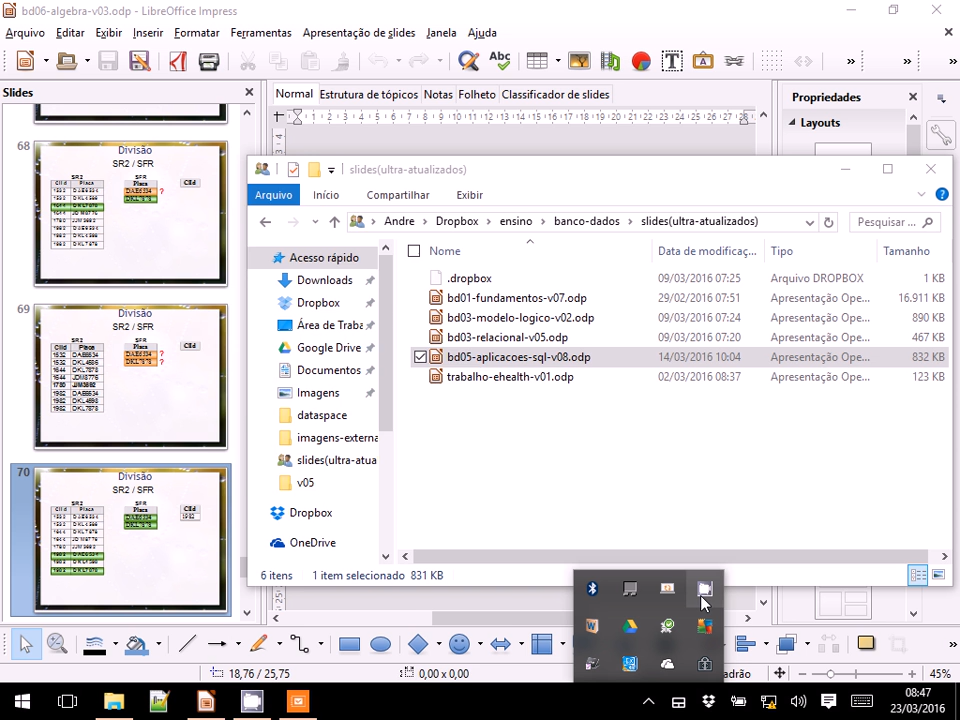 bd06-algebra-v03.odp - LibreOffice Impress
Arquivo Editar Exibir Inserir Formatar Ferramentas Apresentação de slides Janela Ajuda
Slides
Normal Estrutura de tópicos Notas Folheto Classificador de slides
Propriedades
Layouts
68
Divisão
SR2 / SFR
69
Divisão
SR2 / SFR
70
Divisão
SR2 / SFR
slides(ultra-atualizados)
Arquivo Início Compartilhar Exibir
Andre Dropbox ensino banco-dados slides(ultra-atualizados)
Pesquisar ...
Acesso rápido
Downloads
Dropbox
Área de Traba
Google Drive
Documentos
Imagens
dataspace
imagens-externa
slides(ultra-atua
v05
Dropbox
OneDrive
Nome Data de modificaç... Tipo Tamanho
.dropbox 09/03/2016 07:25 Arquivo DROPBOX 1 KB
bd01-fundamentos-v07.odp 29/02/2016 07:51 Apresentação Ope... 16.911 KB
bd03-modelo-logico-v02.odp 09/03/2016 07:24 Apresentação Ope... 890 KB
bd03-relacional-v05.odp 09/03/2016 07:20 Apresentação Ope... 467 KB
bd05-aplicacoes-sql-v08.odp 14/03/2016 10:04 Apresentação Ope... 832 KB
trabalho-ehealth-v01.odp 02/03/2016 08:37 Apresentação Ope... 123 KB
6 itens 1 item selecionado 831 KB
18,76 / 25,75 0,00 x 0,00 adrão 45%
08:47
23/03/2016